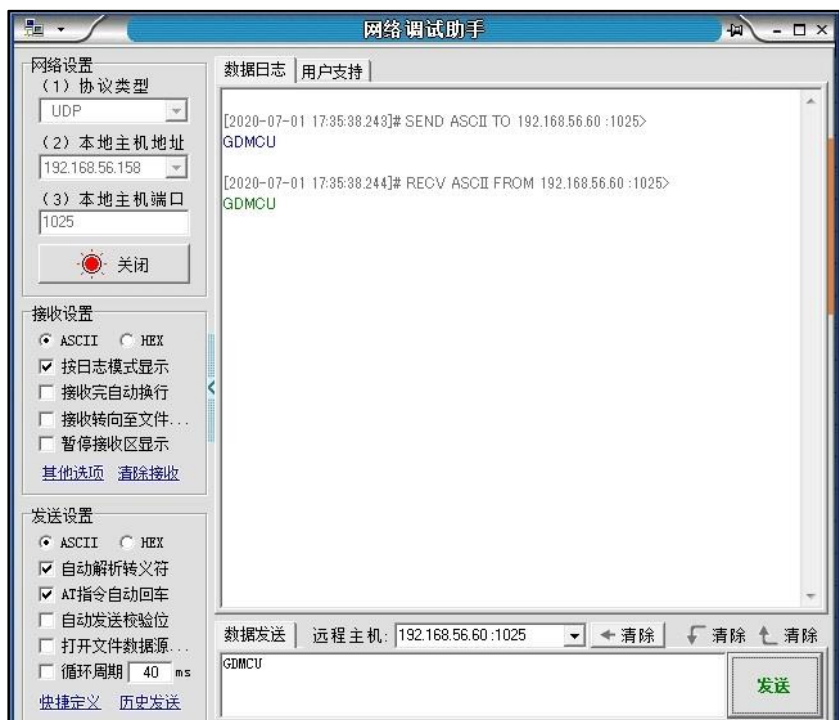 网络调试助手
网络设置
(1) 协议类型
UDP
(2) 本地主机地址
192.168.56.158
(3) 本地主机端口
1025
关闭
接收设置
ASCII HEX
按日志模式显示
接收完自动换行
接收转向至文件...
暂停接收区显示
其他选项 清除接收
发送设置
ASCII HEX
自动解析转义符
AT指令自动回车
自动发送校验位
打开文件数据源...
循环周期 40 ms
快捷定义 历史发送
数据日志 用户支持
[2020-07-01 17:35:38.243]# SEND ASCII TO 192.168.56.60 :1025>
GDMCU
[2020-07-01 17:35:38.244]# RECV ASCII FROM 192.168.56.60 :1025>
GDMCU
数据发送 远程主机: 192.168.56.60 :1025 清除 清除 清除
GDMCU
发送